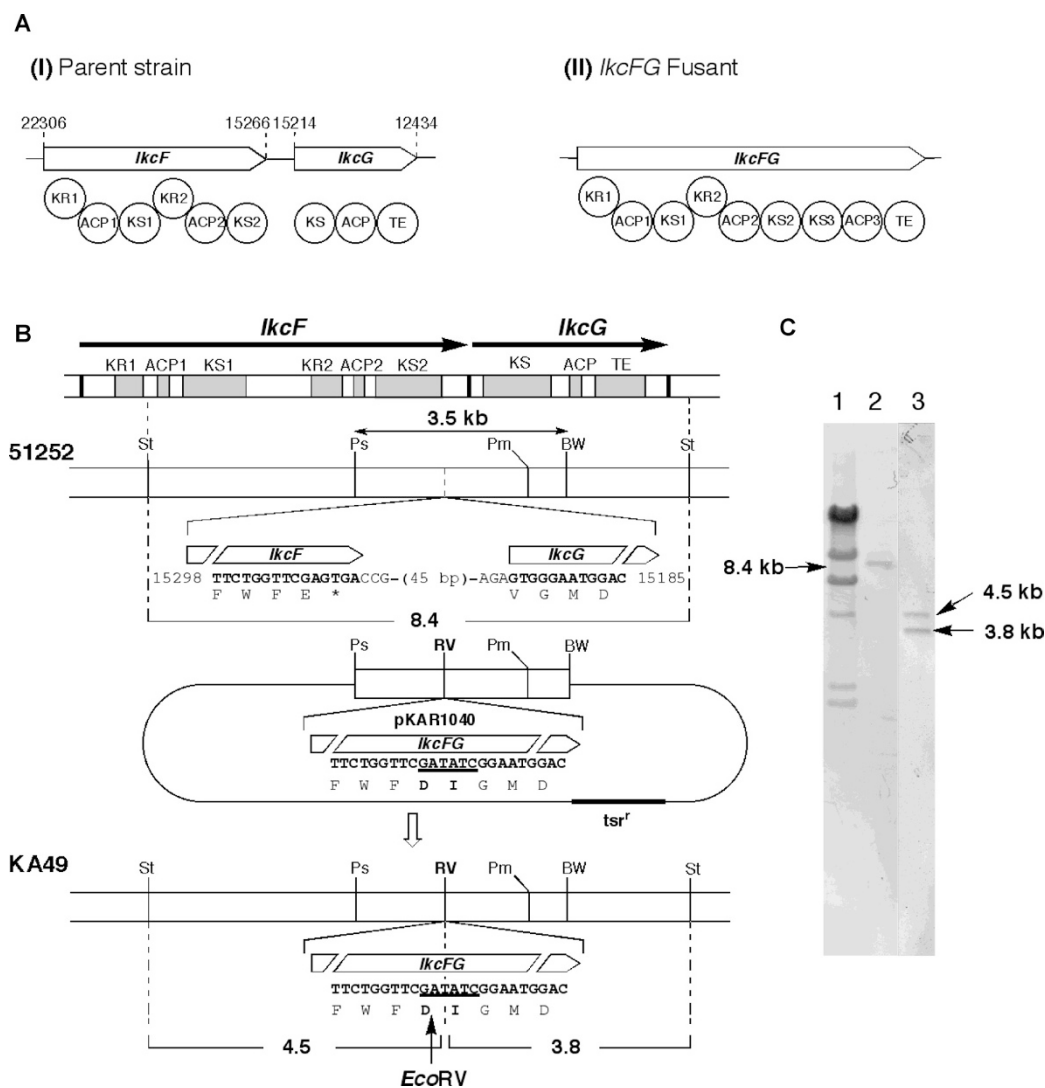 A
(I) Parent strain
(II) lkcFG Fusant
22306 15266 15214 12434
lkcF lkcG
lkcFG
KR1 KR2
ACP1 KS1 ACP2 KS2 KS ACP TE
KR1 KR2
ACP1 KS1 ACP2 KS2 KS3 ACP3 TE
B
lkcF lkcG
KR1 ACP1 KS1 KR2 ACP2 KS2 KS ACP TE
3.5 kb
51252
St Ps Pm BW St
lkcF lkcG
15298 TTCTGGTTCGAGTGACCG-(45 bp)-AGAGTGGGAATGGAC 15185
F W F E * V G M D
8.4
Ps RV Pm BW
pKAR1040
lkcFG
TTCTGGTTCGATATCGGAATGGAC
F W F D I G M D
tsrr
KA49
St Ps RV Pm BW St
lkcFG
TTCTGGTTCGATATCGGAATGGAC
F W F D I G M D
4.5 3.8
EcoRV
C
1 2 3
8.4 kb
4.5 kb
3.8 kb